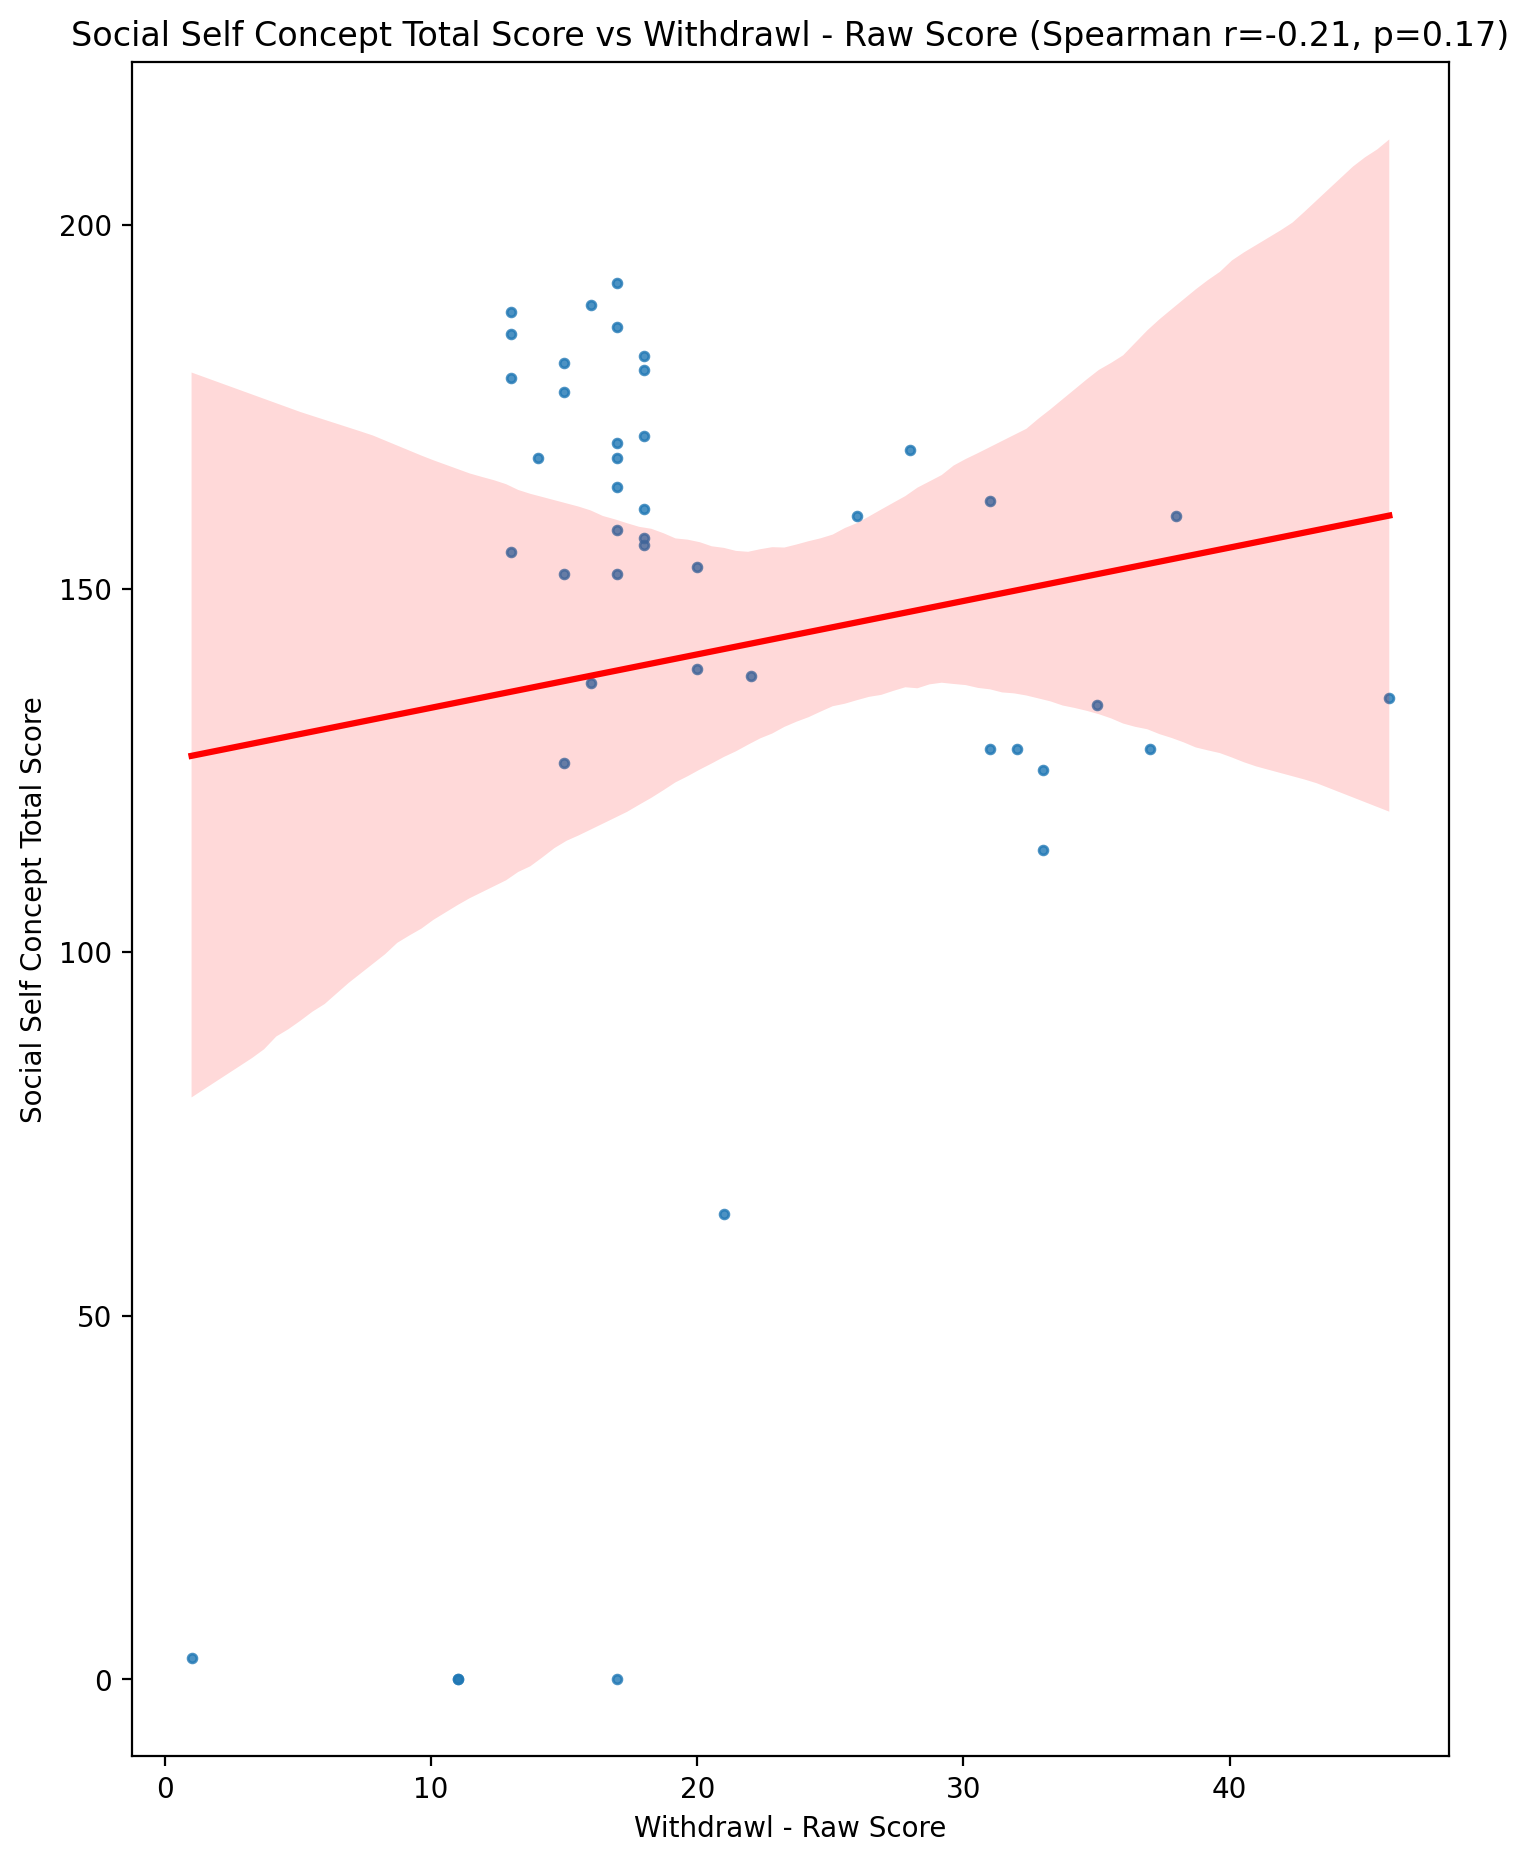 Social Self Concept Total Score vs Withdrawl - Raw Score (Spearman r=-0.21, p=0.17)
Social Self Concept Total Score
200
150
100
50
0
0 10 20 30 40
Withdrawl - Raw Score